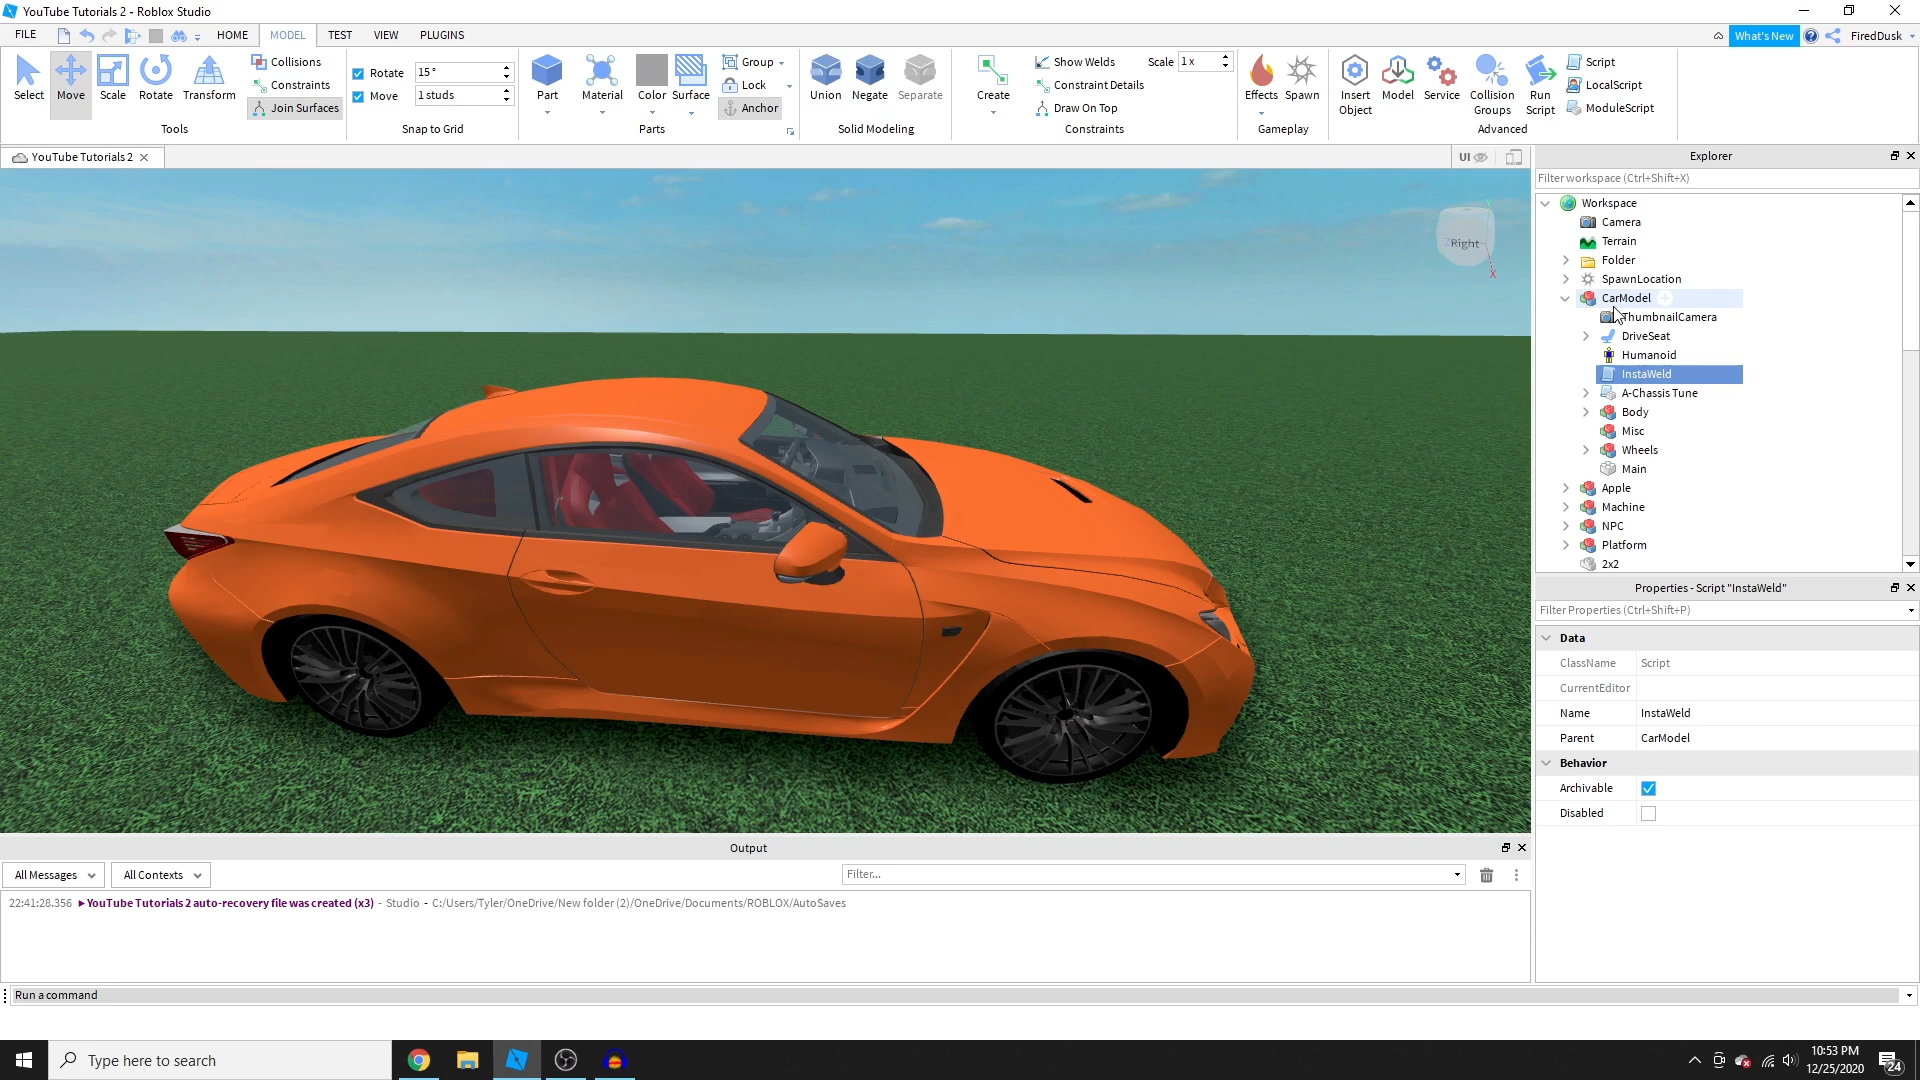 YouTube Tutorials 2 - Roblox Studio
FILE HOME MODEL TEST VIEW PLUGINS What's New FiredDusk
Select Move Scale Rotate Transform
Collisions
Constraints
Join Surfaces
Tools
Rotate 15°
Move 1 studs
Snap to Grid
Part Material Color Surface
Group
Lock
Anchor
Parts
Union Negate Separate
Solid Modeling
Create
Show Welds Scale 1 x
Constraint Details
Draw On Top
Constraints
Effects Spawn
Gameplay
Insert Object Model Service Collision Groups Run Script
Script
LocalScript
ModuleScript
Advanced
YouTube Tutorials 2
UI
Right
Y
X
Explorer
Filter workspace (Ctrl+Shift+X)
Workspace
Camera
Terrain
Folder
SpawnLocation
CarModel
ThumbnailCamera
DriveSeat
Humanoid
InstaWeld
A-Chassis Tune
Body
Misc
Wheels
Main
Apple
Machine
NPC
Platform
2x2
Properties - Script "InstaWeld"
Filter Properties (Ctrl+Shift+P)
Data
ClassName Script
CurrentEditor
Name InstaWeld
Parent CarModel
Behavior
Archivable
Disabled
Output
All Messages All Contexts Filter...
22:41:28.356 YouTube Tutorials 2 auto-recovery file was created (x3) - Studio - C:/Users/Tyler/OneDrive/New folder (2)/OneDrive/Documents/ROBLOX/AutoSaves
Run a command
Type here to search
10:53 PM
12/25/2020
24